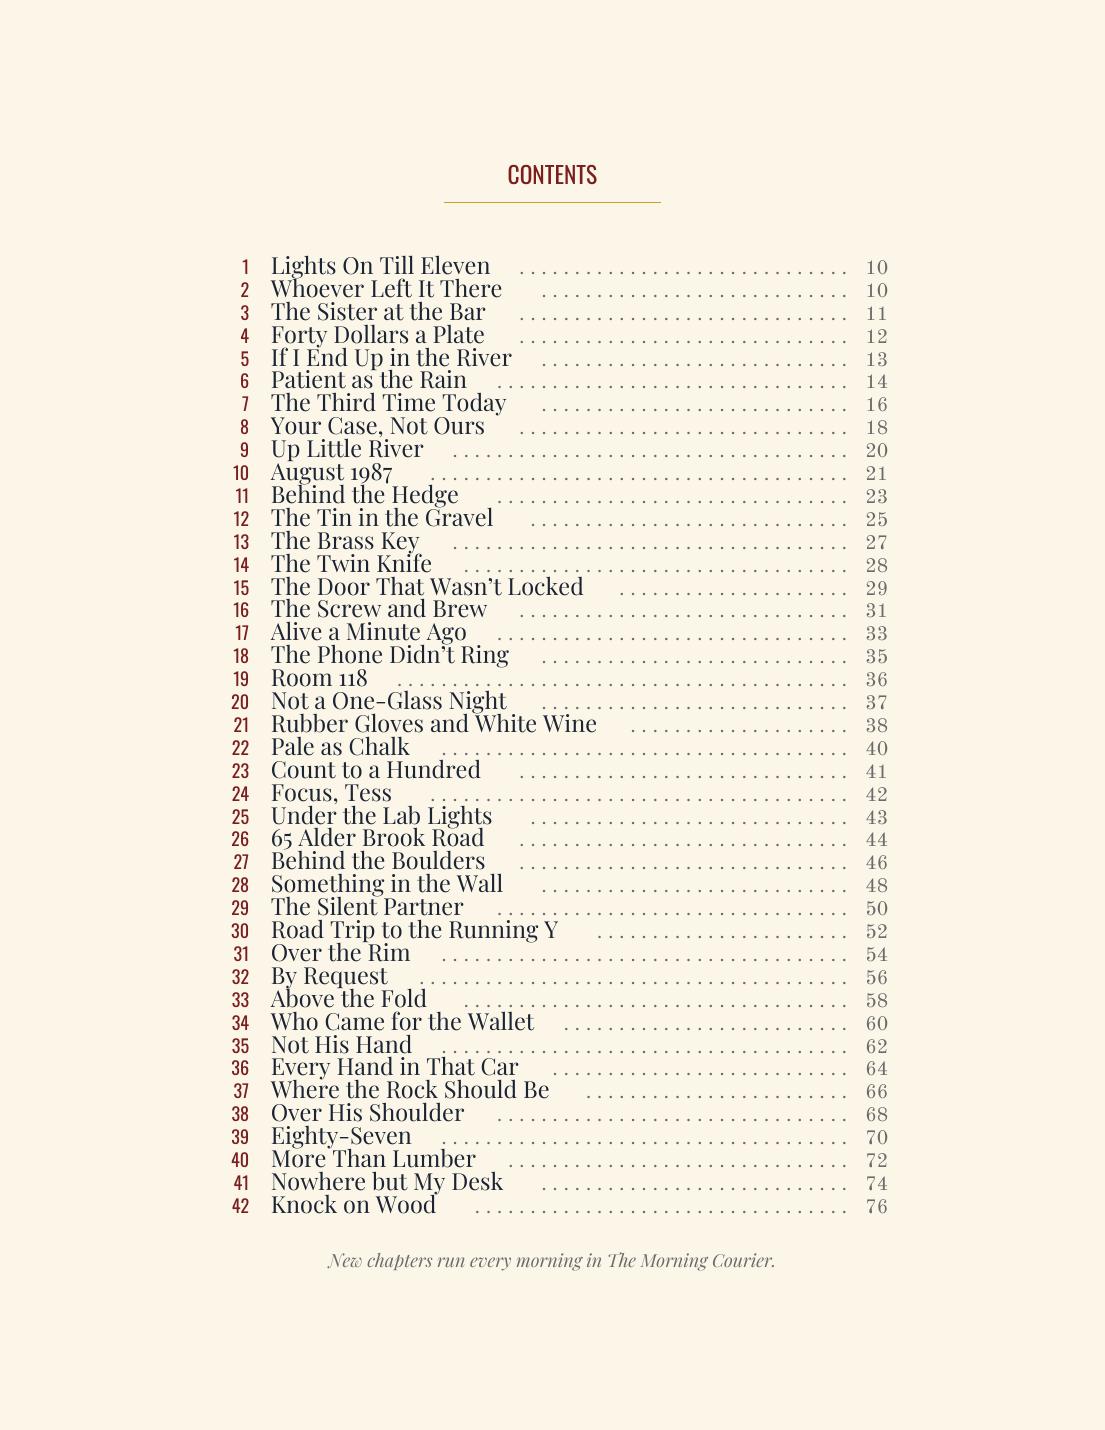 CONTENTS
1 Lights On Till Eleven . . . . . . . . . . . . . . . . . . . . . . . . . . . . . . 10
2 Whoever Left It There . . . . . . . . . . . . . . . . . . . . . . . . . . . . 10
3 The Sister at the Bar . . . . . . . . . . . . . . . . . . . . . . . . . . . . . . 11
4 Forty Dollars a Plate . . . . . . . . . . . . . . . . . . . . . . . . . . . . . . 12
5 If I End Up in the River . . . . . . . . . . . . . . . . . . . . . . . . . . . . 13
6 Patient as the Rain . . . . . . . . . . . . . . . . . . . . . . . . . . . . . . . . 14
7 The Third Time Today . . . . . . . . . . . . . . . . . . . . . . . . . . . . 16
8 Your Case, Not Ours . . . . . . . . . . . . . . . . . . . . . . . . . . . . . . 18
9 Up Little River . . . . . . . . . . . . . . . . . . . . . . . . . . . . . . . . . . . . 20
10 August 1987 . . . . . . . . . . . . . . . . . . . . . . . . . . . . . . . . . . . . . . 21
11 Behind the Hedge . . . . . . . . . . . . . . . . . . . . . . . . . . . . . . . . 23
12 The Tin in the Gravel . . . . . . . . . . . . . . . . . . . . . . . . . . . . . 25
13 The Brass Key . . . . . . . . . . . . . . . . . . . . . . . . . . . . . . . . . . . . 27
14 The Twin Knife . . . . . . . . . . . . . . . . . . . . . . . . . . . . . . . . . . . 28
15 The Door That Wasn’t Locked . . . . . . . . . . . . . . . . . . . . . 29
16 The Screw and Brew . . . . . . . . . . . . . . . . . . . . . . . . . . . . . . 31
17 Alive a Minute Ago . . . . . . . . . . . . . . . . . . . . . . . . . . . . . . . . 33
18 The Phone Didn’t Ring . . . . . . . . . . . . . . . . . . . . . . . . . . . . 35
19 Room 118 . . . . . . . . . . . . . . . . . . . . . . . . . . . . . . . . . . . . . . . . . 36
20 Not a One-Glass Night . . . . . . . . . . . . . . . . . . . . . . . . . . . . 37
21 Rubber Gloves and White Wine . . . . . . . . . . . . . . . . . . . . 38
22 Pale as Chalk . . . . . . . . . . . . . . . . . . . . . . . . . . . . . . . . . . . . . 40
23 Count to a Hundred . . . . . . . . . . . . . . . . . . . . . . . . . . . . . . 41
24 Focus, Tess . . . . . . . . . . . . . . . . . . . . . . . . . . . . . . . . . . . . . . 42
25 Under the Lab Lights . . . . . . . . . . . . . . . . . . . . . . . . . . . . . 43
26 65 Alder Brook Road . . . . . . . . . . . . . . . . . . . . . . . . . . . . . . 44
27 Behind the Boulders . . . . . . . . . . . . . . . . . . . . . . . . . . . . . . 46
28 Something in the Wall . . . . . . . . . . . . . . . . . . . . . . . . . . . . 48
29 The Silent Partner . . . . . . . . . . . . . . . . . . . . . . . . . . . . . . . . 50
30 Road Trip to the Running Y . . . . . . . . . . . . . . . . . . . . . . . 52
31 Over the Rim . . . . . . . . . . . . . . . . . . . . . . . . . . . . . . . . . . . . . 54
32 By Request . . . . . . . . . . . . . . . . . . . . . . . . . . . . . . . . . . . . . . . 56
33 Above the Fold . . . . . . . . . . . . . . . . . . . . . . . . . . . . . . . . . . . 58
34 Who Came for the Wallet . . . . . . . . . . . . . . . . . . . . . . . . . . 60
35 Not His Hand . . . . . . . . . . . . . . . . . . . . . . . . . . . . . . . . . . . . . 62
36 Every Hand in That Car . . . . . . . . . . . . . . . . . . . . . . . . . . . 64
37 Where the Rock Should Be . . . . . . . . . . . . . . . . . . . . . . . . 66
38 Over His Shoulder . . . . . . . . . . . . . . . . . . . . . . . . . . . . . . . . 68
39 Eighty-Seven . . . . . . . . . . . . . . . . . . . . . . . . . . . . . . . . . . . . . 70
40 More Than Lumber . . . . . . . . . . . . . . . . . . . . . . . . . . . . . . . 72
41 Nowhere but My Desk . . . . . . . . . . . . . . . . . . . . . . . . . . . . 74
42 Knock on Wood . . . . . . . . . . . . . . . . . . . . . . . . . . . . . . . . . . 76
New chapters run every morning in The Morning Courier.